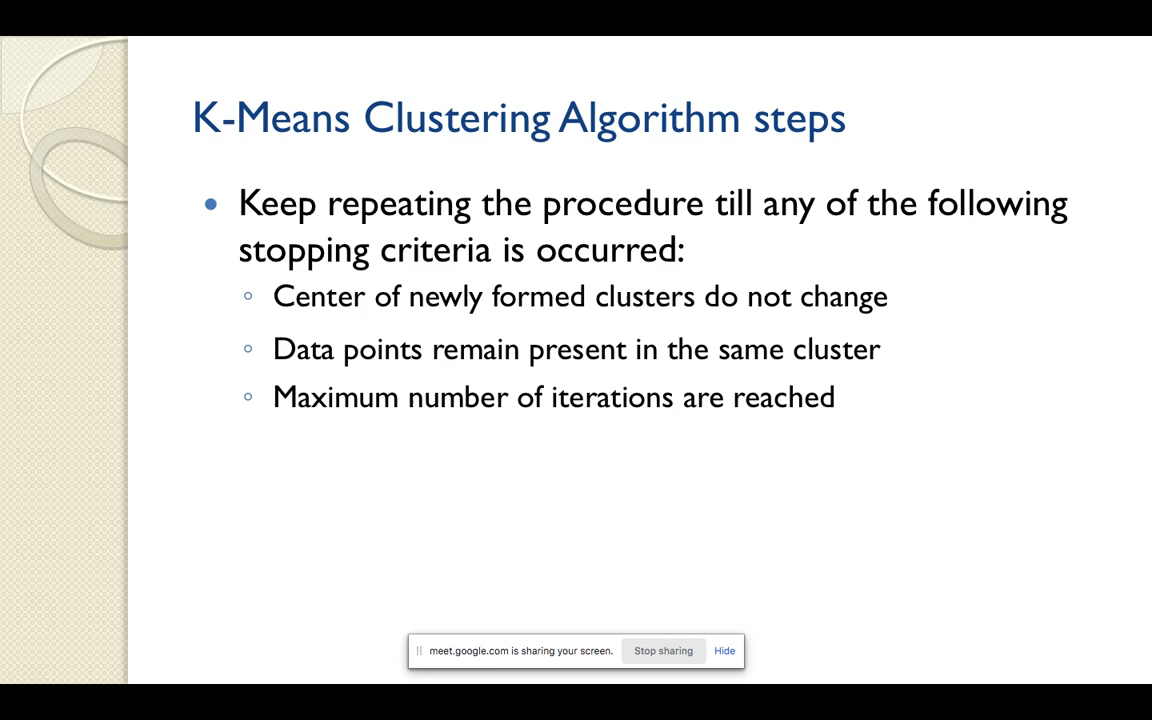 K-Means Clustering Algorithm steps
Keep repeating the procedure till any of the following
stopping criteria is occurred:
Center of newly formed clusters do not change
Data points remain present in the same cluster
Maximum number of iterations are reached
meet.google.com is sharing your screen. Stop sharing Hide